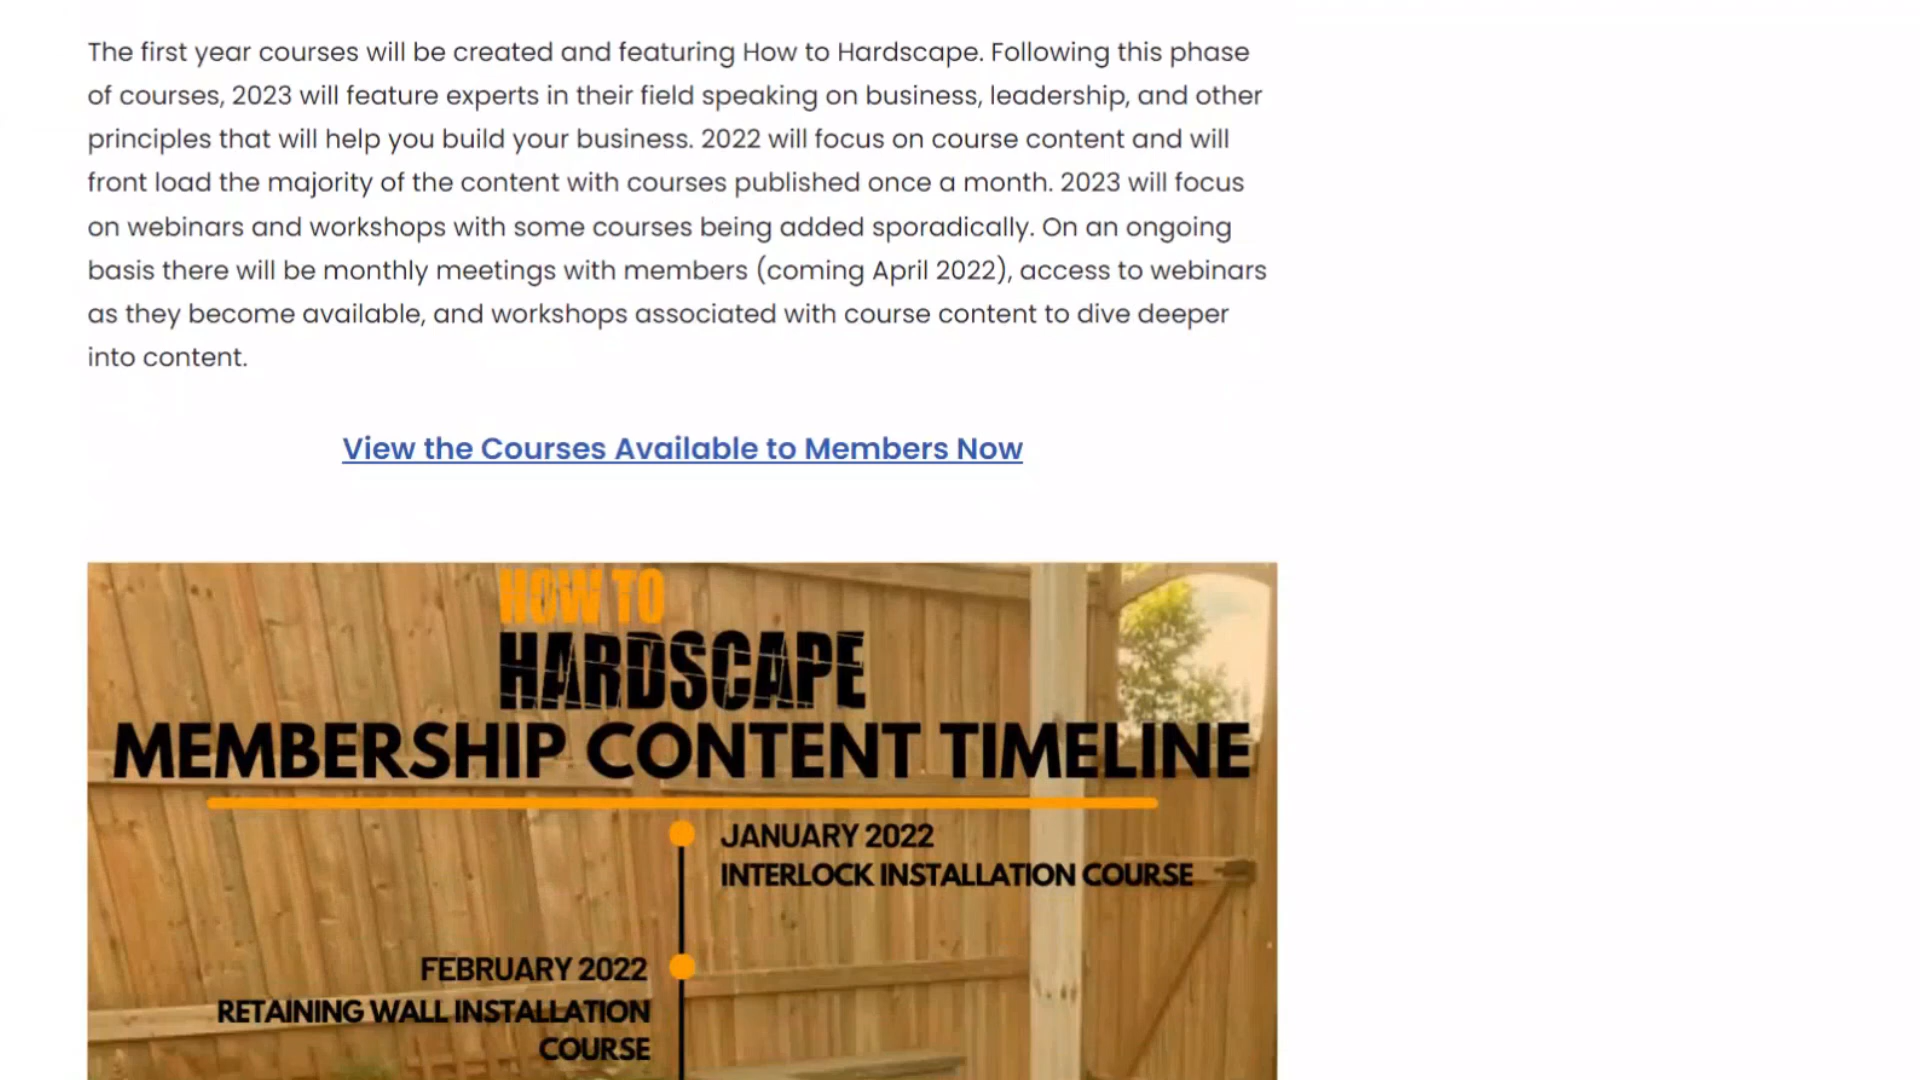 The first year courses will be created and featuring How to Hardscape. Following this phase
of courses, 2023 will feature experts in their field speaking on business, leadership, and other
principles that will help you build your business. 2022 will focus on course content and will
front load the majority of the content with courses published once a month. 2023 will focus
on webinars and workshops with some courses being added sporadically. On an ongoing
basis there will be monthly meetings with members (coming April 2022), access to webinars
as they become available, and workshops associated with course content to dive deeper
into content.
View the Courses Available to Members Now
HOW TO
HARDSCAPE
MEMBERSHIP CONTENT TIMELINE
JANUARY 2022
INTERLOCK INSTALLATION COURSE
FEBRUARY 2022
RETAINING WALL INSTALLATION
COURSE